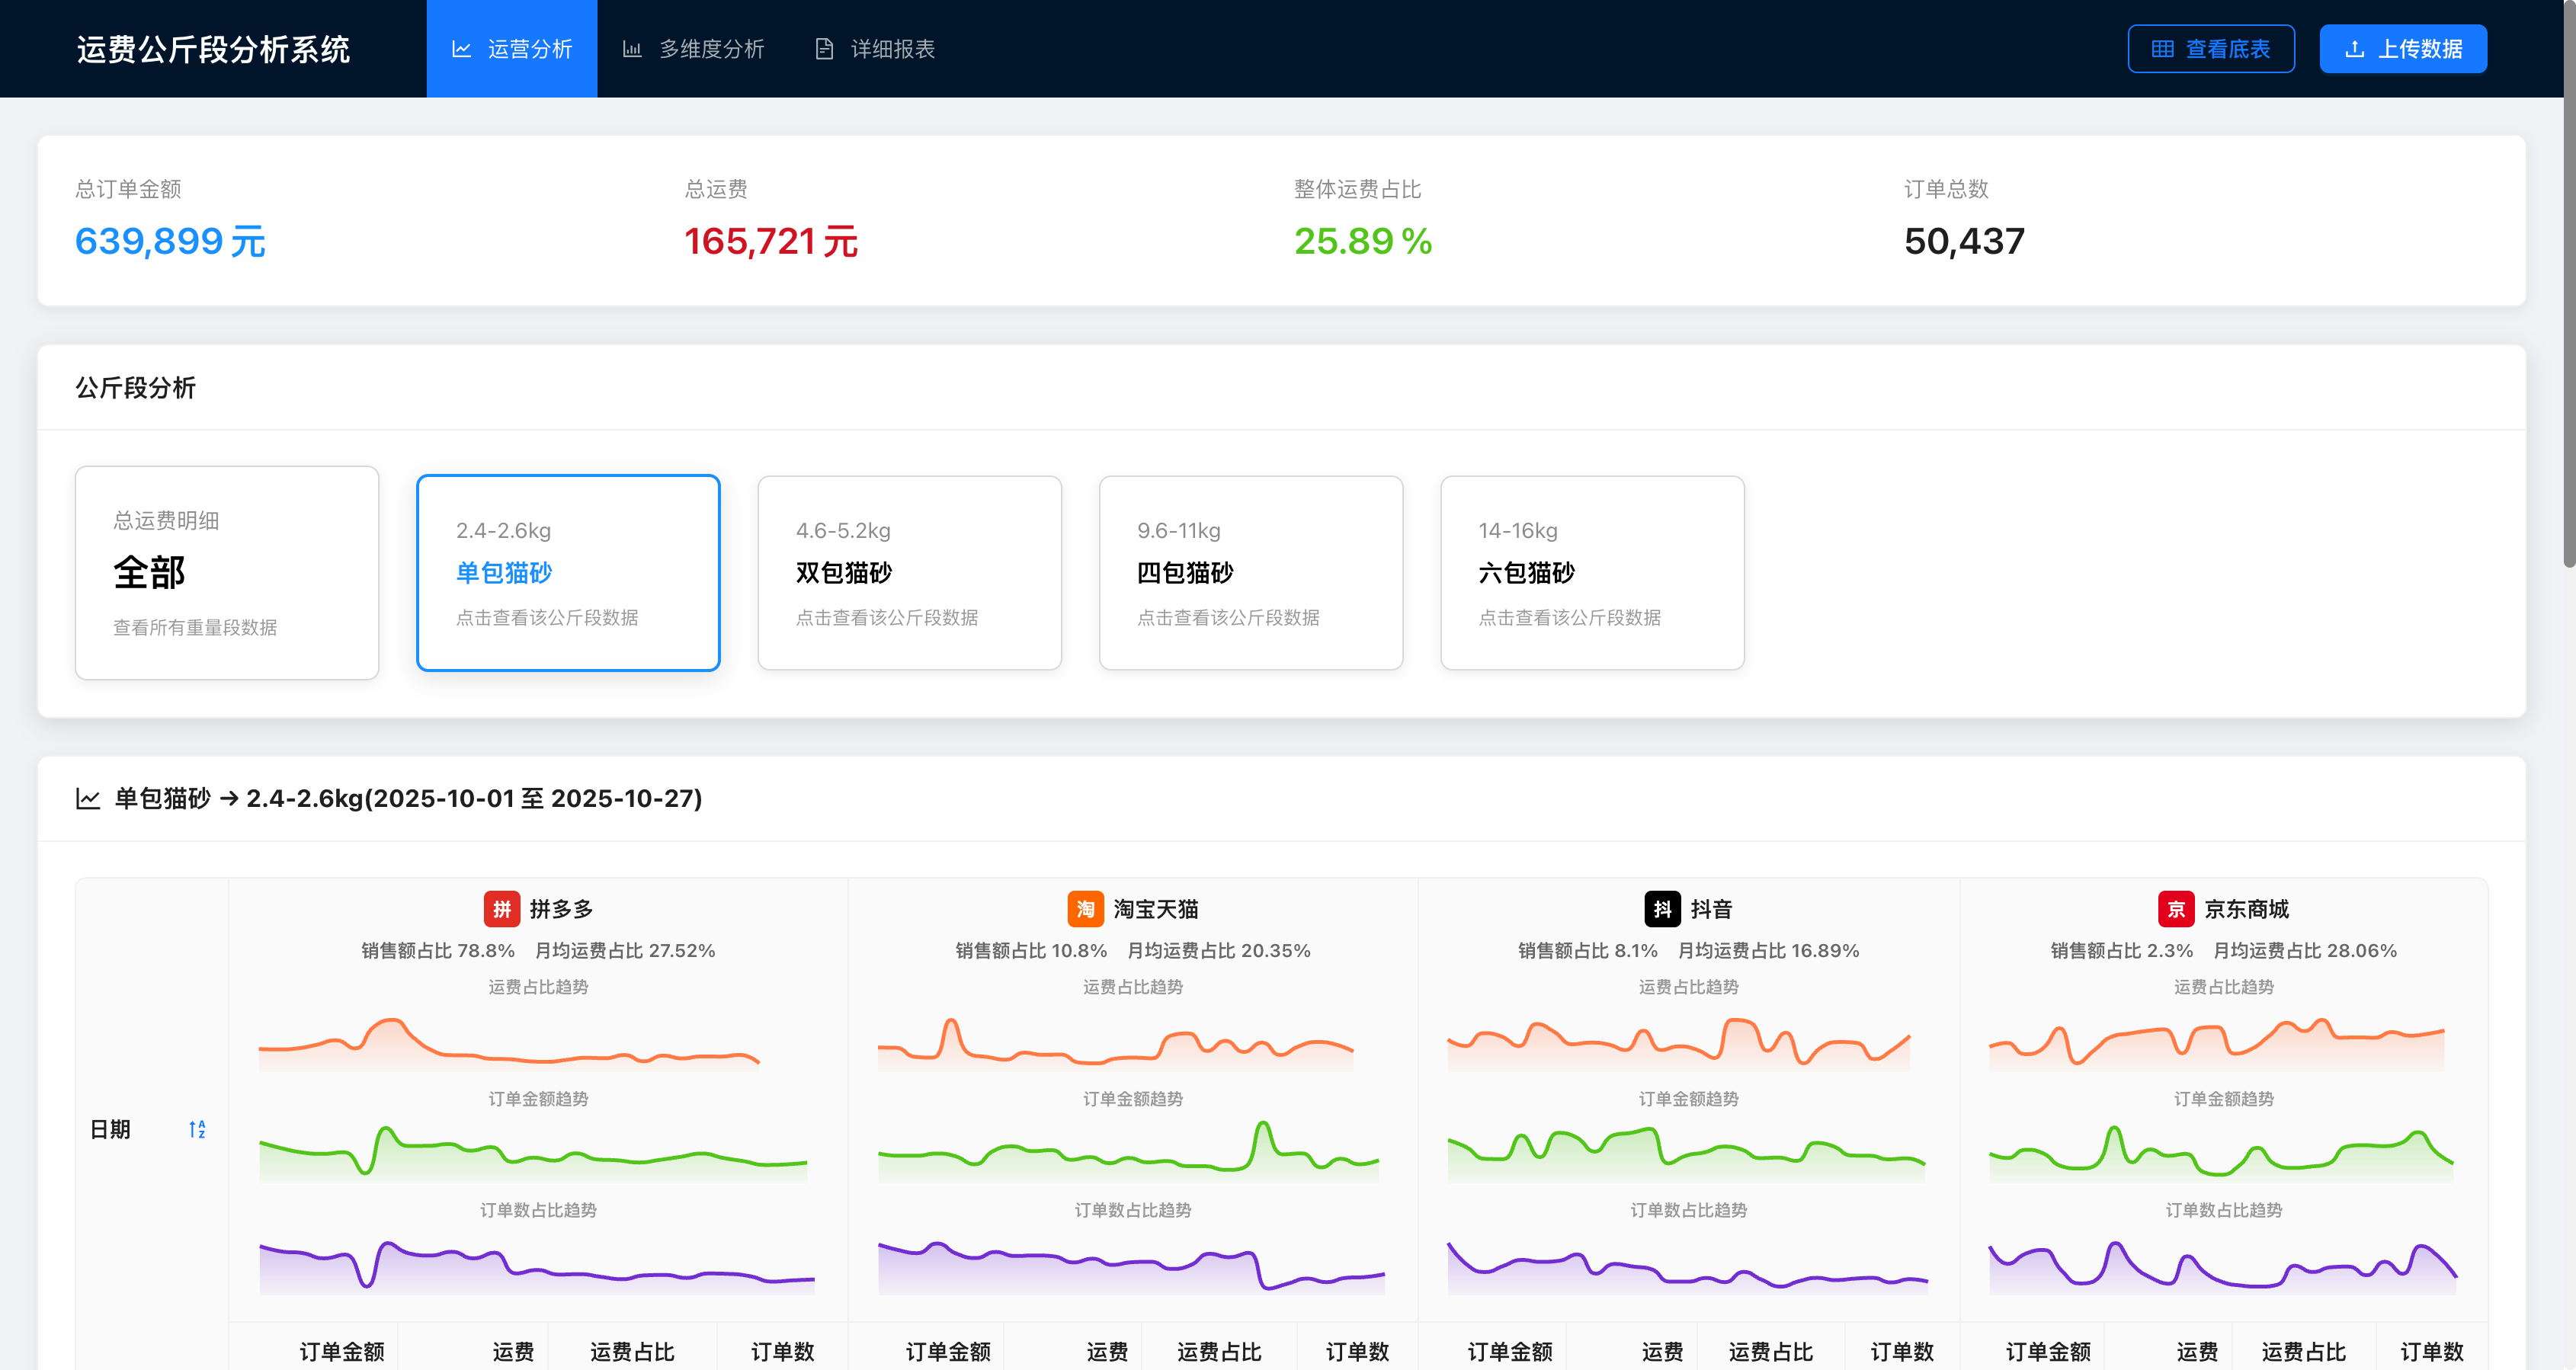 运费公斤段分析系统 运营分析 多维度分析 详细报表 查看底表 上传数据
总订单金额 总运费 整体运费占比 订单总数
639,899 元 165,721 元 25.89 % 50,437
公斤段分析
总运费明细
全部
查看所有重量段数据
2.4-2.6kg
单包猫砂
点击查看该公斤段数据
4.6-5.2kg
双包猫砂
点击查看该公斤段数据
9.6-11kg
四包猫砂
点击查看该公斤段数据
14-16kg
六包猫砂
点击查看该公斤段数据
单包猫砂 → 2.4-2.6kg(2025-10-01 至 2025-10-27)
日期
拼 拼多多
销售额占比 78.8% 月均运费占比 27.52%
运费占比趋势
订单金额趋势
订单数占比趋势
订单金额 运费 运费占比 订单数
淘 淘宝天猫
销售额占比 10.8% 月均运费占比 20.35%
运费占比趋势
订单金额趋势
订单数占比趋势
订单金额 运费 运费占比 订单数
抖 抖音
销售额占比 8.1% 月均运费占比 16.89%
运费占比趋势
订单金额趋势
订单数占比趋势
订单金额 运费 运费占比 订单数
京 京东商城
销售额占比 2.3% 月均运费占比 28.06%
运费占比趋势
订单金额趋势
订单数占比趋势
订单金额 运费 运费占比 订单数